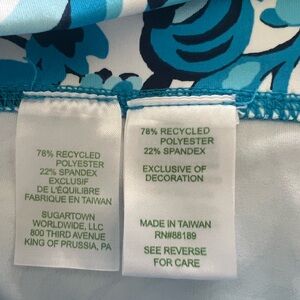 78% RECYCLED
POLYESTER
22% SPANDEX
EXCLUSIF
DE L'ÉQUILIBRE
FABRIQUE EN TAIWAN
SUGARTOWN
WORLDWIDE, LLC
800 THIRD AVENUE
KING OF PRUSSIA, PA
78% RECYCLED
POLYESTER
22% SPANDEX
EXCLUSIVE OF
DECORATION
MADE IN TAIWAN
RN#88189
SEE REVERSE
FOR CARE